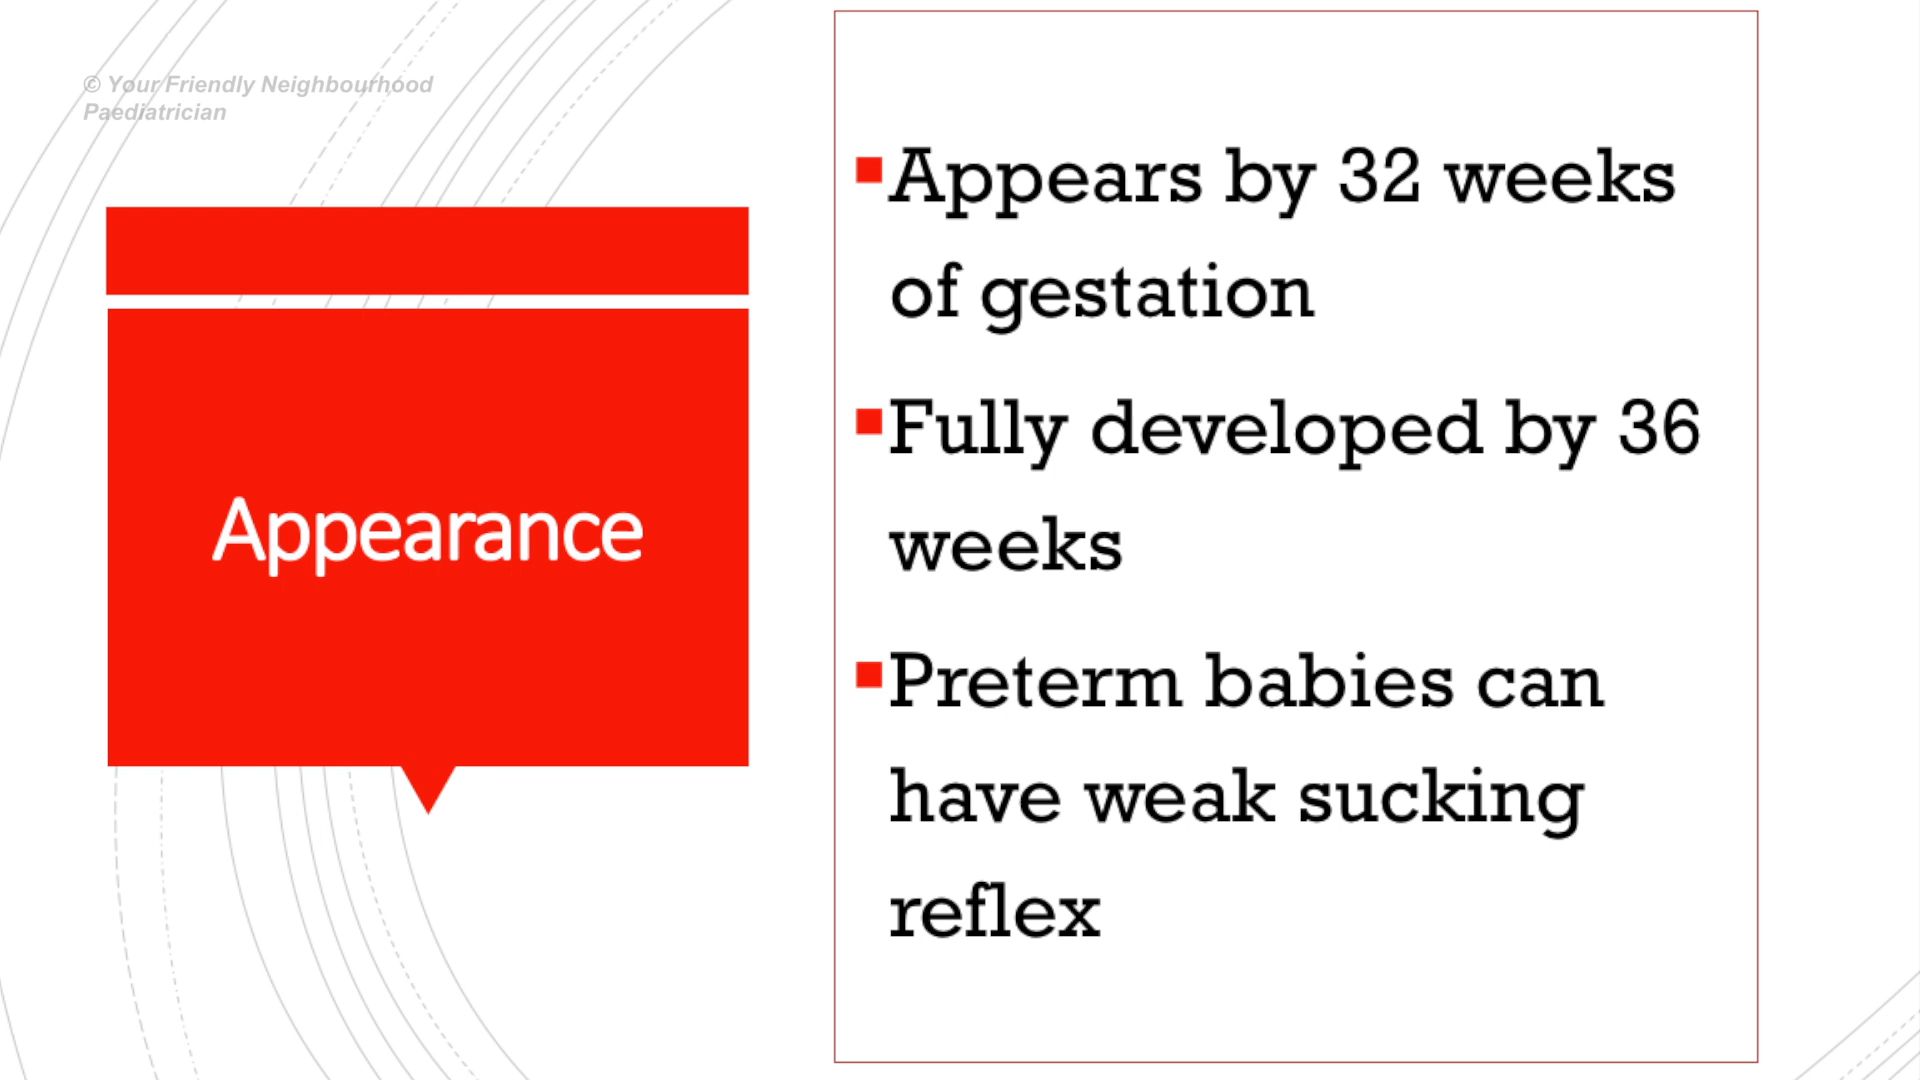 © Your Friendly Neighbourhood
Paediatrician
Appearance
Appears by 32 weeks
of gestation
Fully developed by 36
weeks
Preterm babies can
have weak sucking
reflex